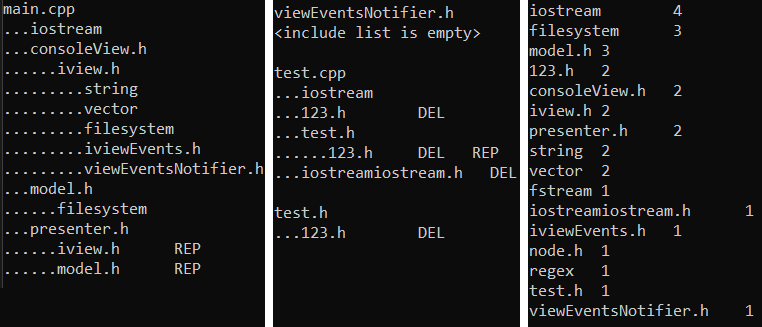 main.cpp
...iostream
...consoleView.h
......iview.h
.........string
.........vector
.........filesystem
.........iviewEvents.h
.........viewEventsNotifier.h
...model.h
......filesystem
...presenter.h
......iview.h REP
......model.h REP
viewEventsNotifier.h
<include list is empty>
test.cpp
...iostream
...123.h DEL
...test.h
......123.h DEL REP
...iostreamiostream.h DEL
test.h
...123.h DEL
iostream 4
filesystem 3
model.h 3
123.h 2
consoleView.h 2
iview.h 2
presenter.h 2
string 2
vector 2
fstream 1
iostreamiostream.h 1
iviewEvents.h 1
node.h 1
regex 1
test.h 1
viewEventsNotifier.h 1